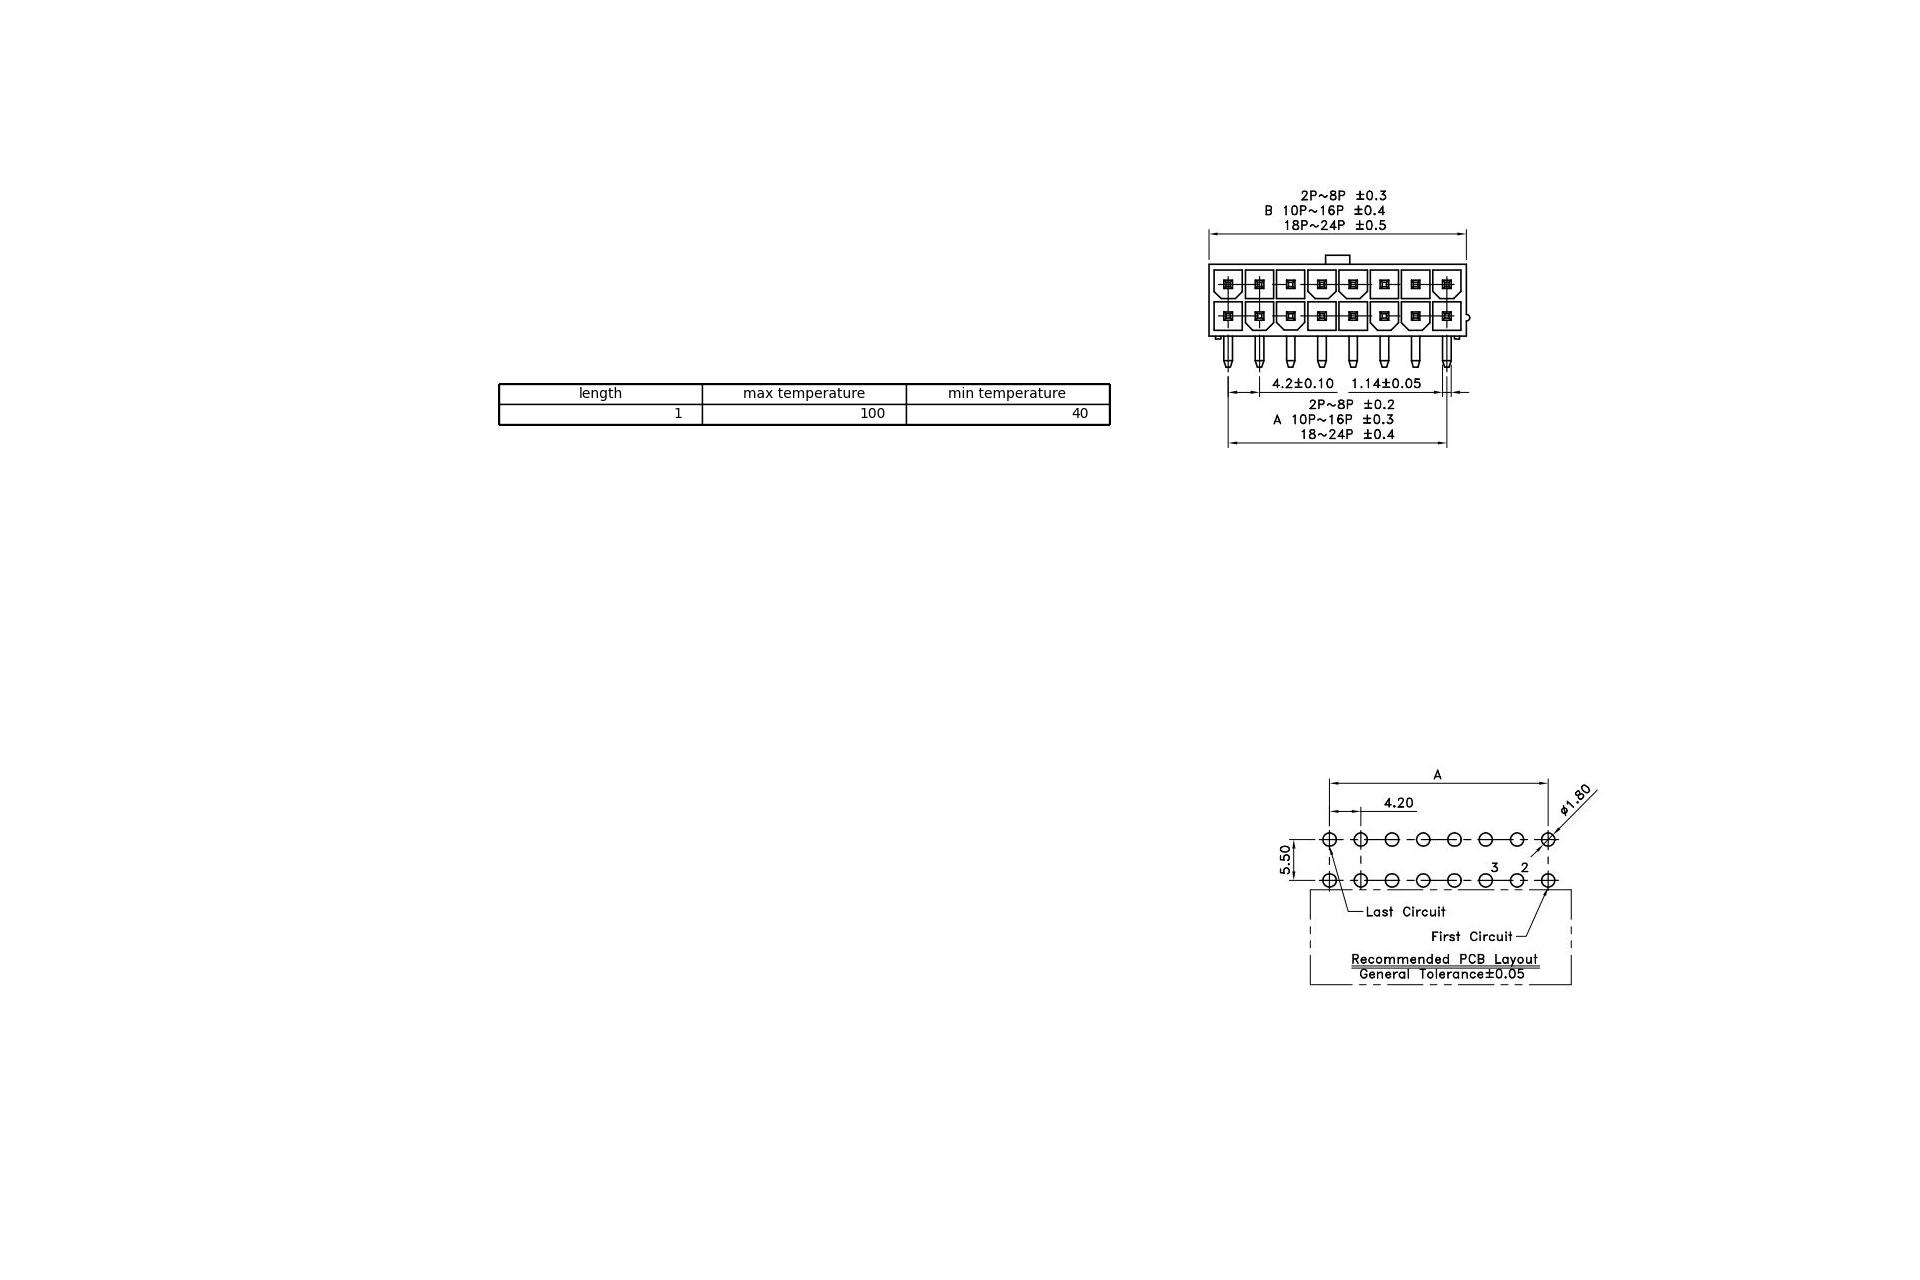 2P~8P ±0.3
B 10P~16P ±0.4
18P~24P ±0.5
length max temperature min temperature
1 100 40
4.2±0.10 1.14±0.05
2P~8P ±0.2
A 10P~16P ±0.3
18~24P ±0.4
A
4.20
ø1.80
5.50
3 2
Last Circuit
First Circuit
Recommended PCB Layout
General Tolerance±0.05